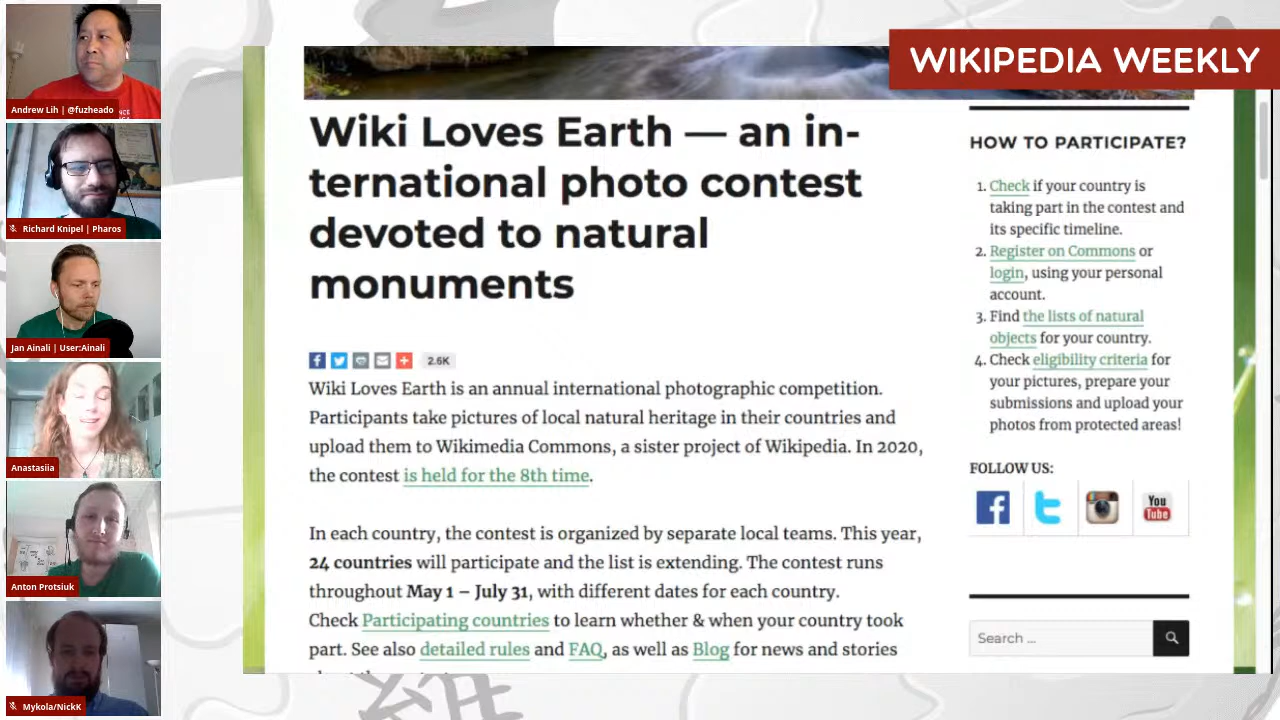 WIKIPEDIA WEEKLY
Andrew Lih | @fuzheado
Richard Knipel | Pharos
Jan Ainali | User:Ainali
Anastasiia
Anton Protsiuk
Mykola/NickK
Wiki Loves Earth — an in-
ternational photo contest
devoted to natural
monuments
2.6K
Wiki Loves Earth is an annual international photographic competition.
Participants take pictures of local natural heritage in their countries and
upload them to Wikimedia Commons, a sister project of Wikipedia. In 2020,
the contest is held for the 8th time.
In each country, the contest is organized by separate local teams. This year,
24 countries will participate and the list is extending. The contest runs
throughout May 1 – July 31, with different dates for each country.
Check Participating countries to learn whether & when your country took
part. See also detailed rules and FAQ, as well as Blog for news and stories
HOW TO PARTICIPATE?
1. Check if your country is
taking part in the contest and
its specific timeline.
2. Register on Commons or
login, using your personal
account.
3. Find the lists of natural
objects for your country.
4. Check eligibility criteria for
your pictures, prepare your
submissions and upload your
photos from protected areas!
FOLLOW US:
You
Tube
Search ...